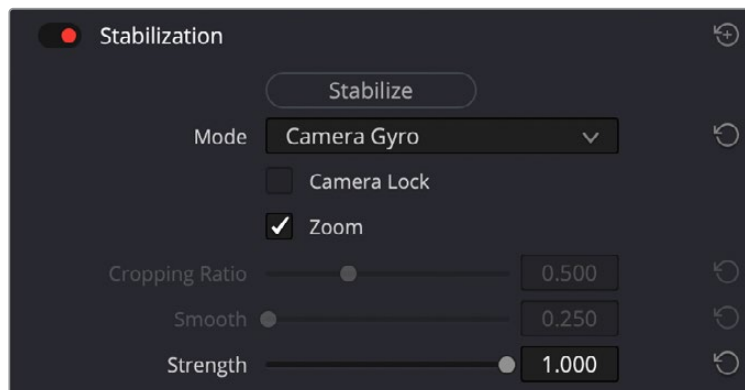 Stabilization
Stabilize
Mode Camera Gyro
Camera Lock
Zoom
Cropping Ratio 0.500
Smooth 0.250
Strength 1.000